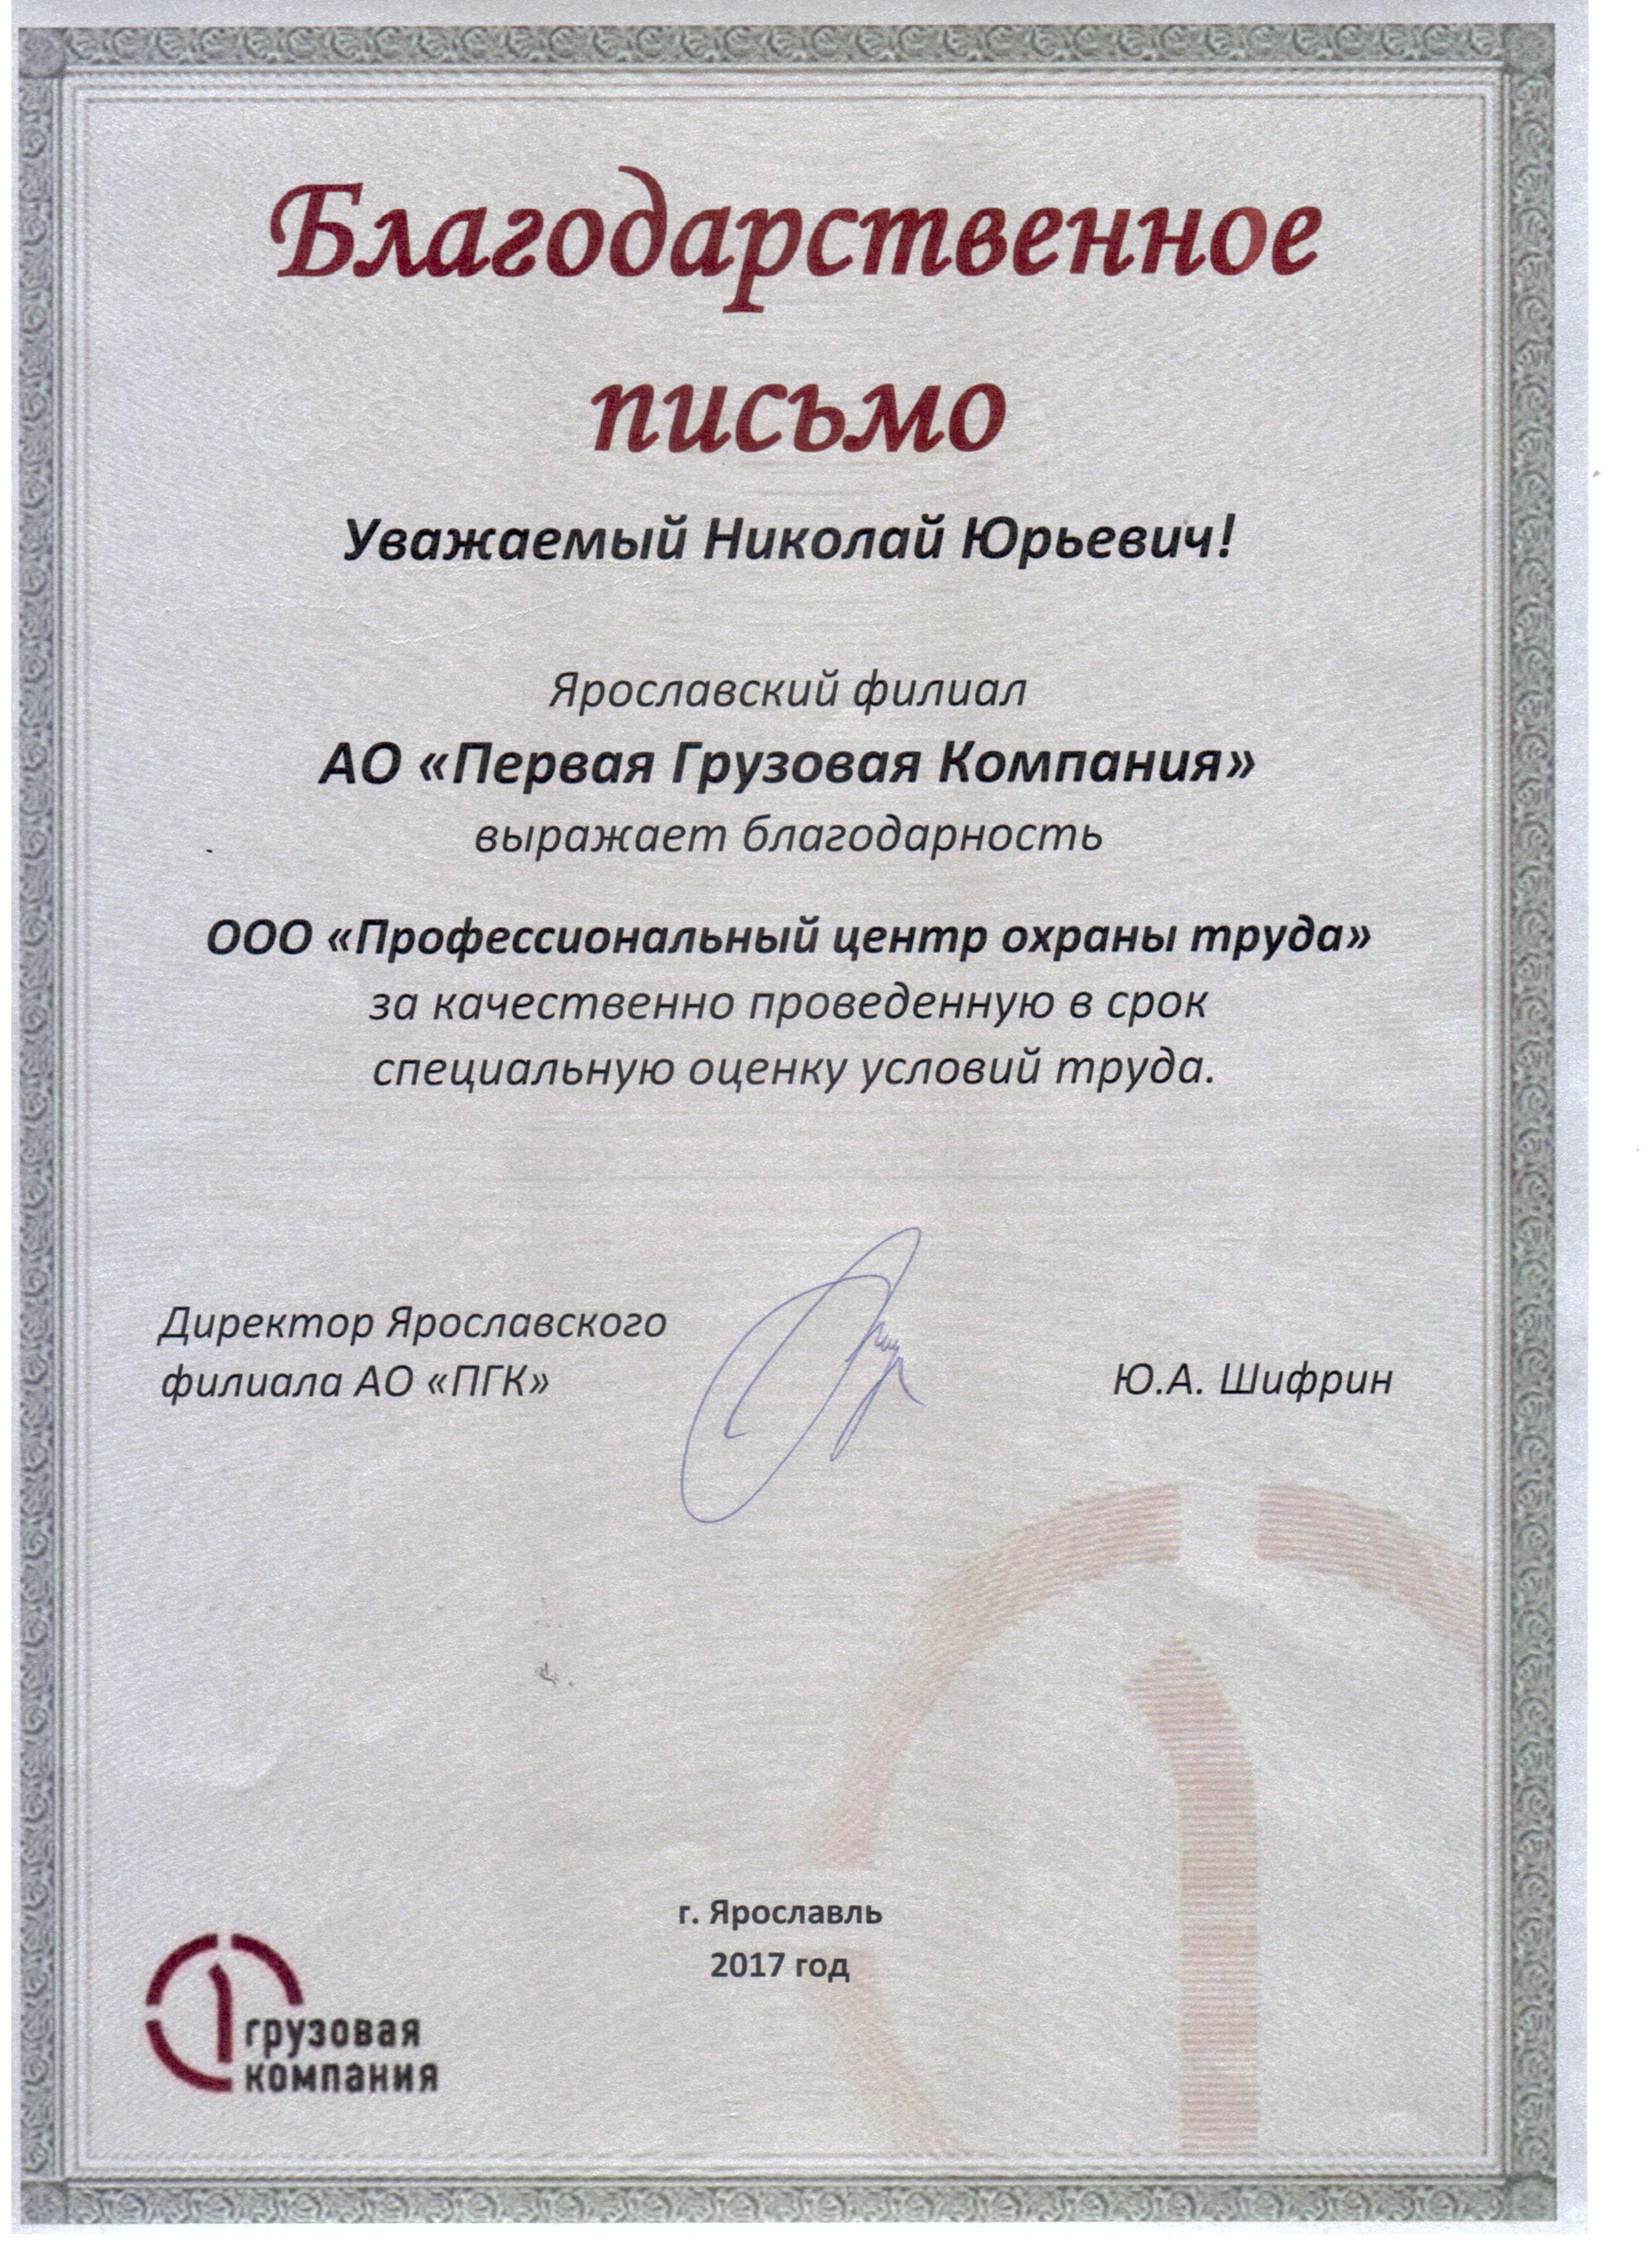 Благодарственное
письмо
Уважаемый Николай Юрьевич!
Ярославский филиал
АО «Первая Грузовая Компания»
выражает благодарность
ООО «Профессиональный центр охраны труда»
за качественно проведенную в срок
специальную оценку условий труда.
Директор Ярославского
филиала АО «ПГК»
Ю.А. Шифрин
г. Ярославль
2017 год
грузовая
компания